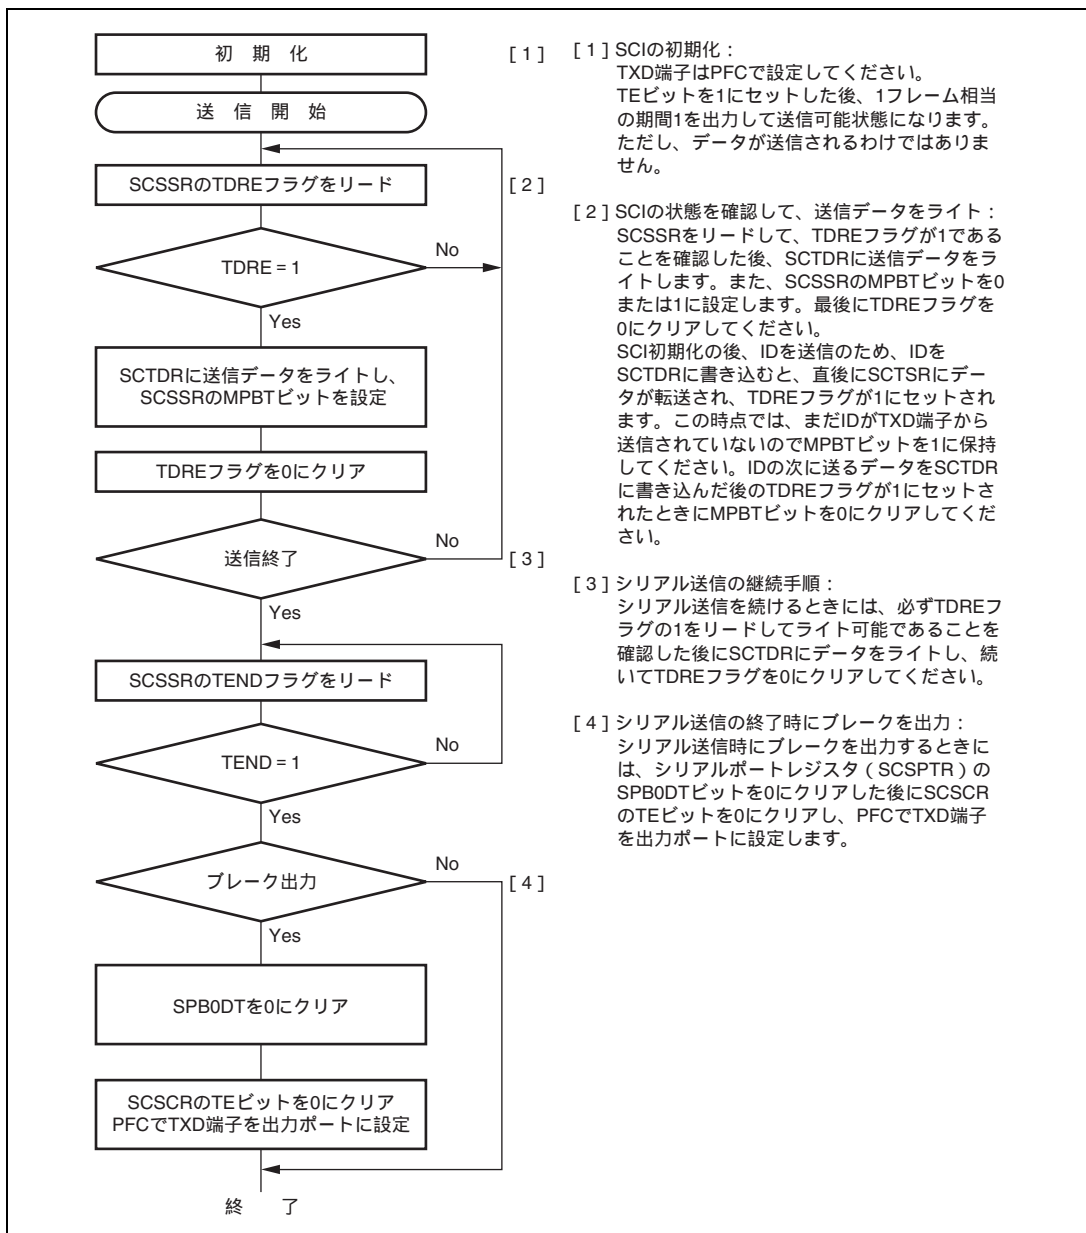 初　期　化
[ 1 ]
送　信　開　始
SCSSRのTDREフラグをリード
[ 2 ]
TDRE = 1
No
Yes
SCTDRに送信データをライトし、
SCSSRのMPBTビットを設定
TDREフラグを0にクリア
送信終了
No
[ 3 ]
Yes
SCSSRのTENDフラグをリード
TEND = 1
No
Yes
ブレーク出力
No
[ 4 ]
Yes
SPB0DTを0にクリア
SCSCRのTEビットを0にクリア
PFCでTXD端子を出力ポートに設定
終　了
[ 1 ] SCIの初期化：
TXD端子はPFCで設定してください。
TEビットを1にセットした後、1フレーム相当
の期間1を出力して送信可能状態になります。
ただし、データが送信されるわけではありま
せん。
[ 2 ] SCIの状態を確認して、送信データをライト：
SCSSRをリードして、TDREフラグが1である
ことを確認した後、SCTDRに送信データをラ
イトします。また、SCSSRのMPBTビットを0
または1に設定します。最後にTDREフラグを
0にクリアしてください。
SCI初期化の後、IDを送信のため、IDを
SCTDRに書き込むと、直後にSCTSRにデー
タが転送され、TDREフラグが1にセットされ
ます。この時点では、まだIDがTXD端子から
送信されていないのでMPBTビットを1に保持
してください。IDの次に送るデータをSCTDR
に書き込んだ後のTDREフラグが1にセットさ
れたときにMPBTビットを0にクリアしてくだ
さい。
[ 3 ] シリアル送信の継続手順：
シリアル送信を続けるときには、必ずTDREフ
ラグの1をリードしてライト可能であることを
確認した後にSCTDRにデータをライトし、続
いてTDREフラグを0にクリアしてください。
[ 4 ] シリアル送信の終了時にブレークを出力：
シリアル送信時にブレークを出力するときに
は、シリアルポートレジスタ（SCSPTR）の
SPB0DTビットを0にクリアした後にSCSCR
のTEビットを0にクリアし、PFCでTXD端子
を出力ポートに設定します。